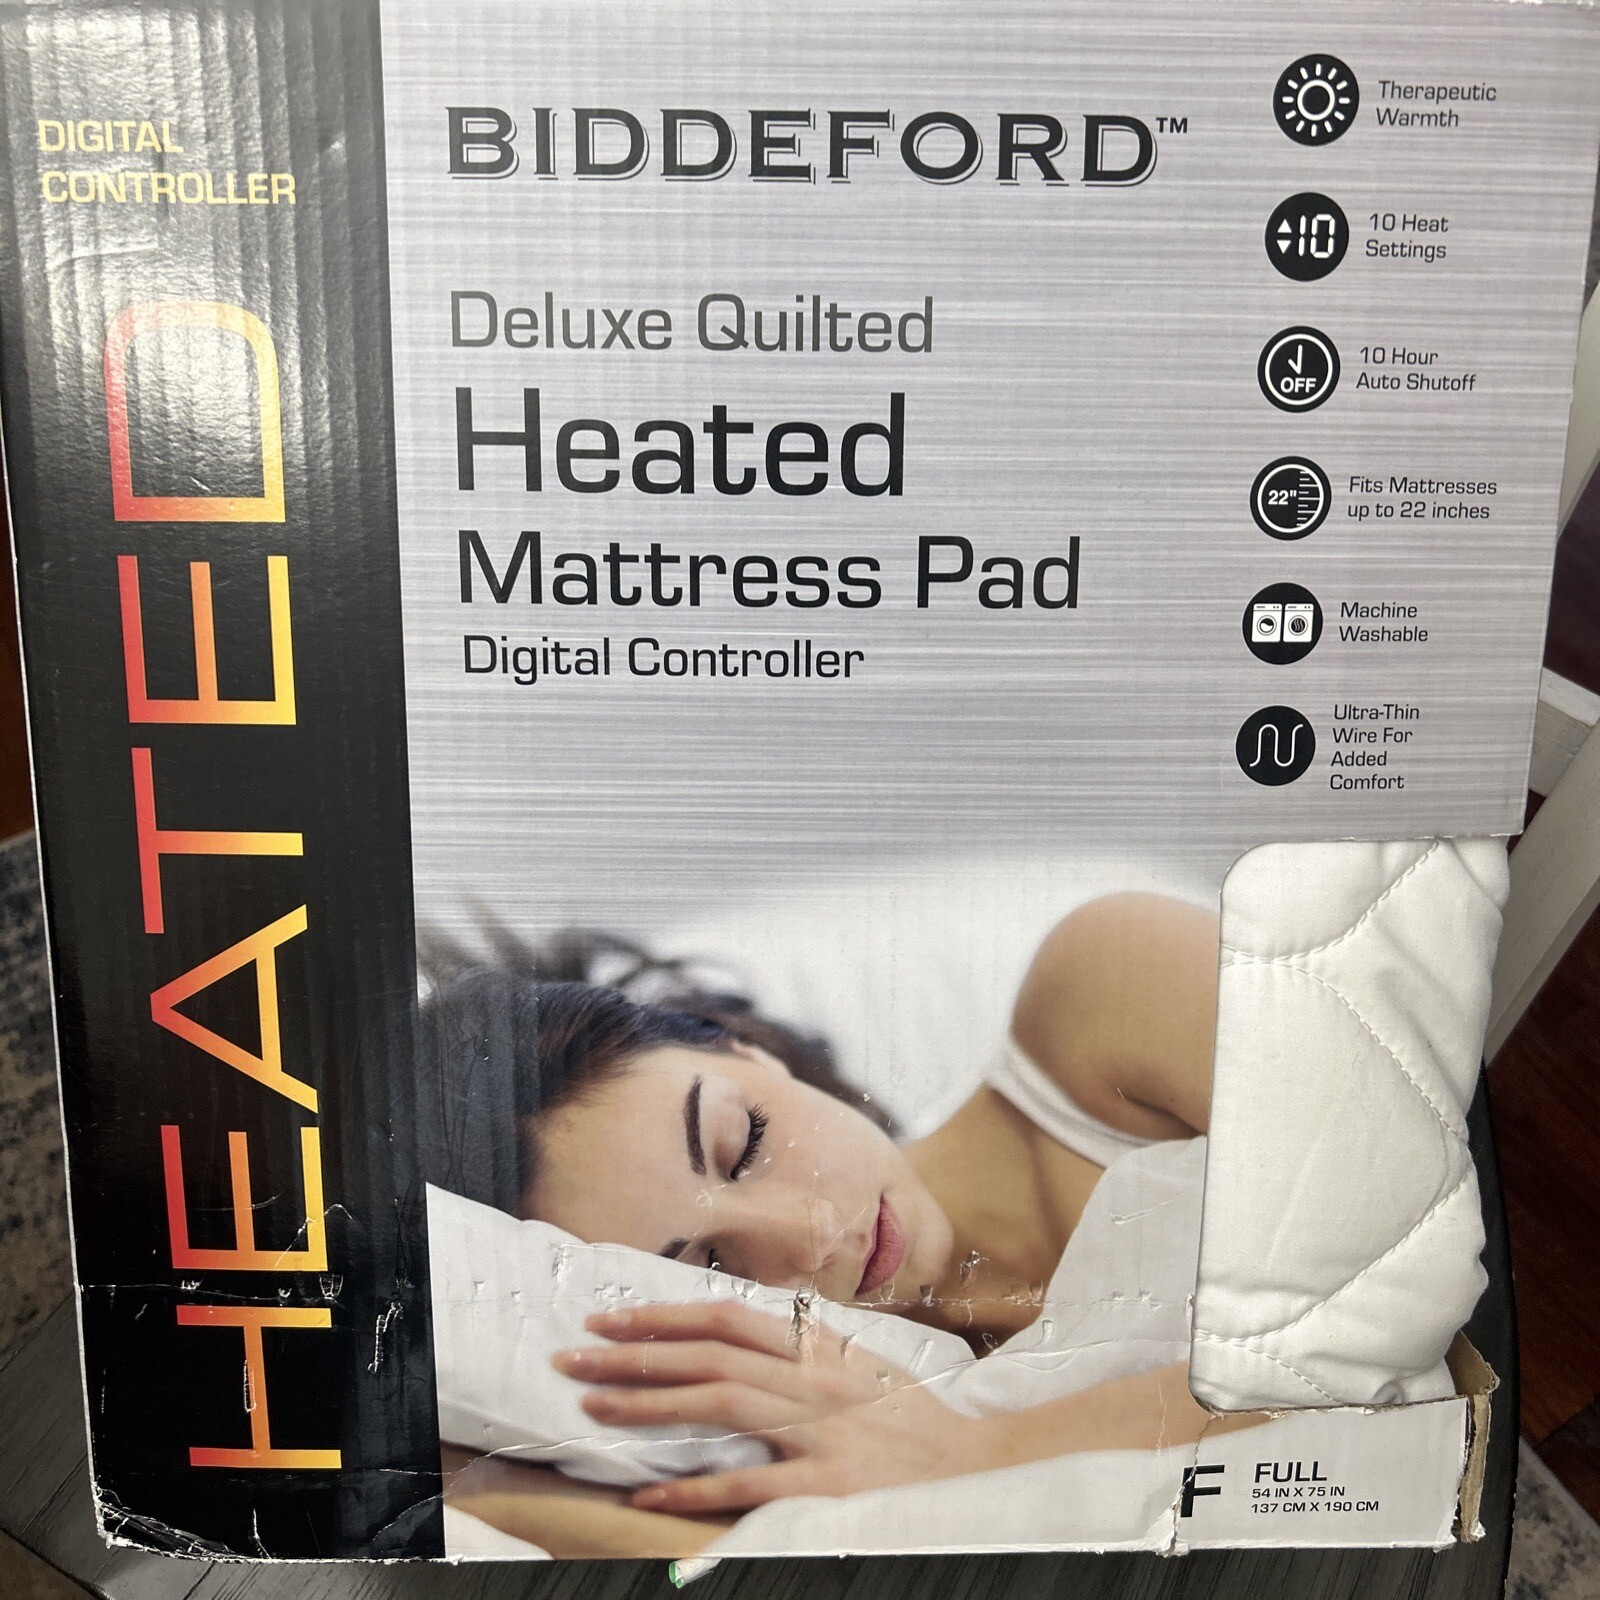 DIGITAL
CONTROLLER
HEATED
BIDDEFORD™
Deluxe Quilted
Heated
Mattress Pad
Digital Controller
Therapeutic
Warmth
10
10 Heat
Settings
OFF
10 Hour
Auto Shutoff
22"
Fits Mattresses
up to 22 inches
Machine
Washable
Ultra-Thin
Wire For
Added
Comfort
F
FULL
54 IN X 75 IN
137 CM X 190 CM